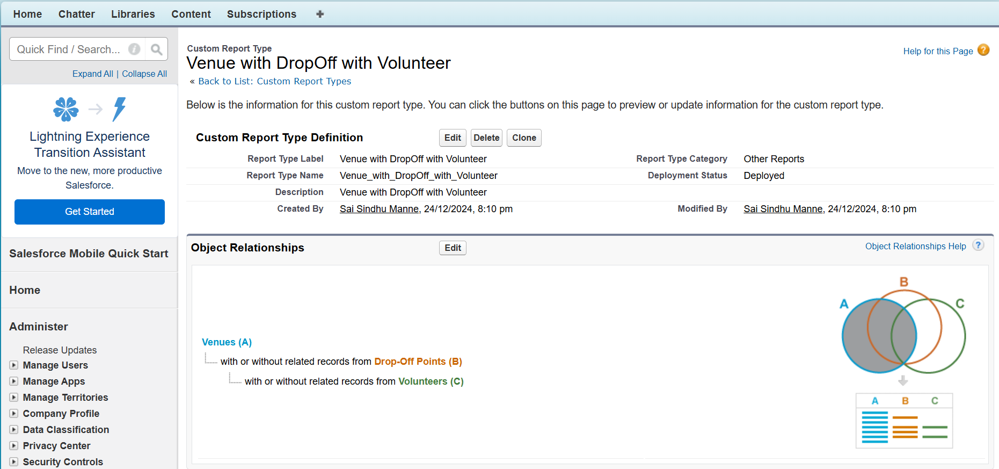 Home Chatter Libraries Content Subscriptions +
Quick Find / Search... i
Expand All | Collapse All
Lightning Experience
Transition Assistant
Move to the new, more productive
Salesforce.
Get Started
Salesforce Mobile Quick Start
Home
Administer
Release Updates
Manage Users
Manage Apps
Manage Territories
Company Profile
Data Classification
Privacy Center
Security Controls
Custom Report Type
Venue with DropOff with Volunteer
« Back to List: Custom Report Types
Help for this Page ?
Below is the information for this custom report type. You can click the buttons on this page to preview or update information for the custom report type.
Custom Report Type Definition Edit Delete Clone
Report Type Label Venue with DropOff with Volunteer Report Type Category Other Reports
Report Type Name Venue_with_DropOff_with_Volunteer Deployment Status Deployed
Description Venue with DropOff with Volunteer
Created By Sai Sindhu Manne, 24/12/2024, 8:10 pm Modified By Sai Sindhu Manne, 24/12/2024, 8:10 pm
Object Relationships Edit Object Relationships Help ?
Venues (A)
with or without related records from Drop-Off Points (B)
with or without related records from Volunteers (C)
B
A C
A B C